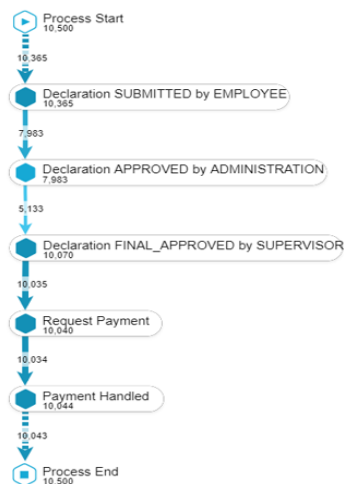 Process Start
10,500
10,365
Declaration SUBMITTED by EMPLOYEE
10,365
7,983
Declaration APPROVED by ADMINISTRATION
7,983
5,133
Declaration FINAL_APPROVED by SUPERVISOR
10,070
10,035
Request Payment
10,040
10,034
Payment Handled
10,044
10,043
Process End
10,500